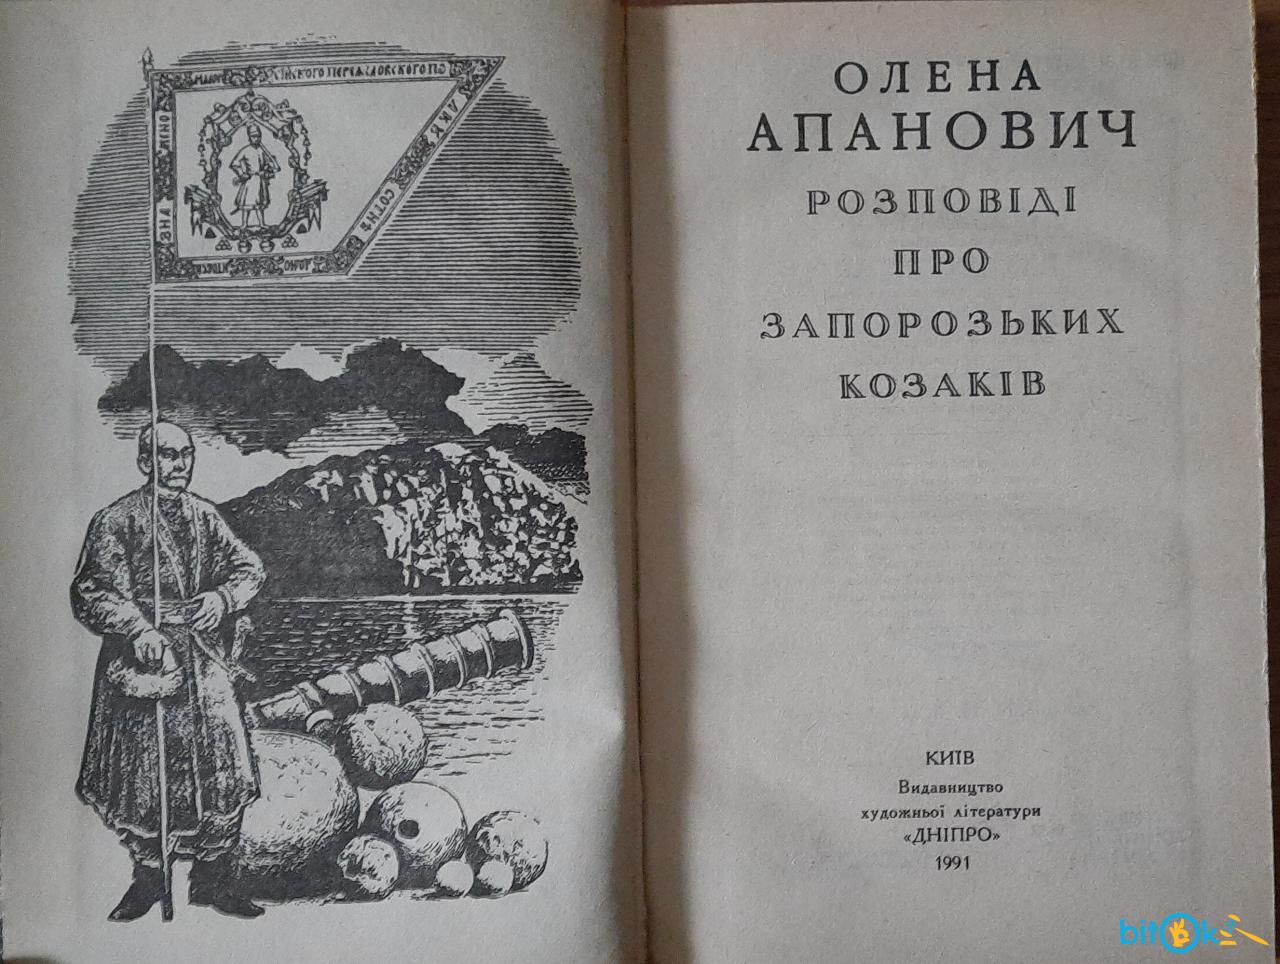 ОЛЕНА
АПАНОВИЧ
РОЗПОВІДІ
ПРО
ЗАПОРОЗЬКИХ
КОЗАКІВ
КИЇВ
Видавництво
художньої літератури
«ДНІПРО»
1991